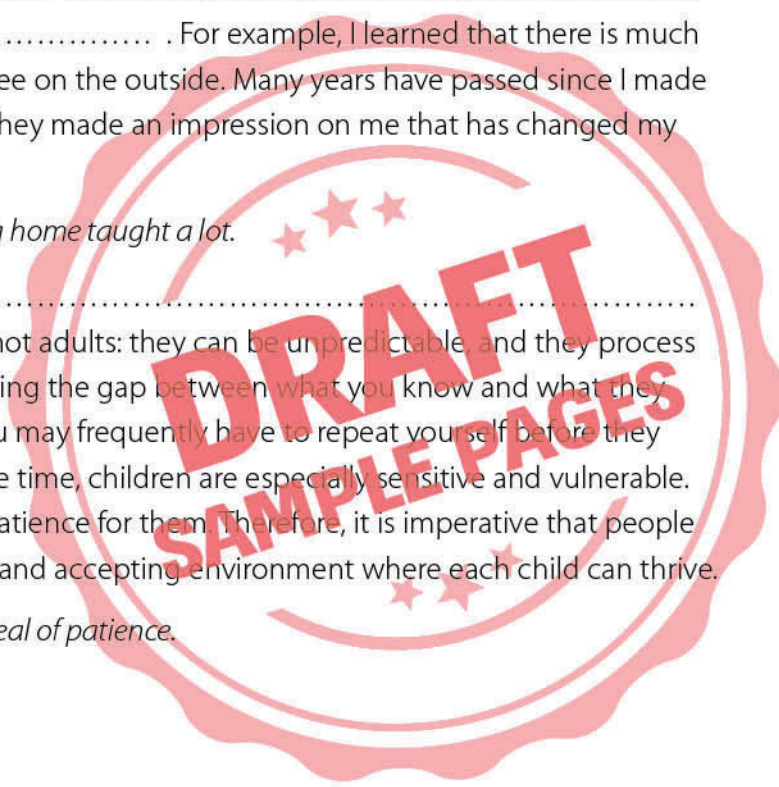 ............... . For example, I learned that there is much
ee on the outside. Many years have passed since I made
hey made an impression on me that has changed my
home taught a lot.
................................................................................
not adults: they can be unpredictable, and they process
ing the gap between what you know and what they
u may frequently have to repeat yourself before they
e time, children are especially sensitive and vulnerable.
atience for them. Therefore, it is imperative that people
and accepting environment where each child can thrive.
eal of patience.
DRAFT
SAMPLE PAGES